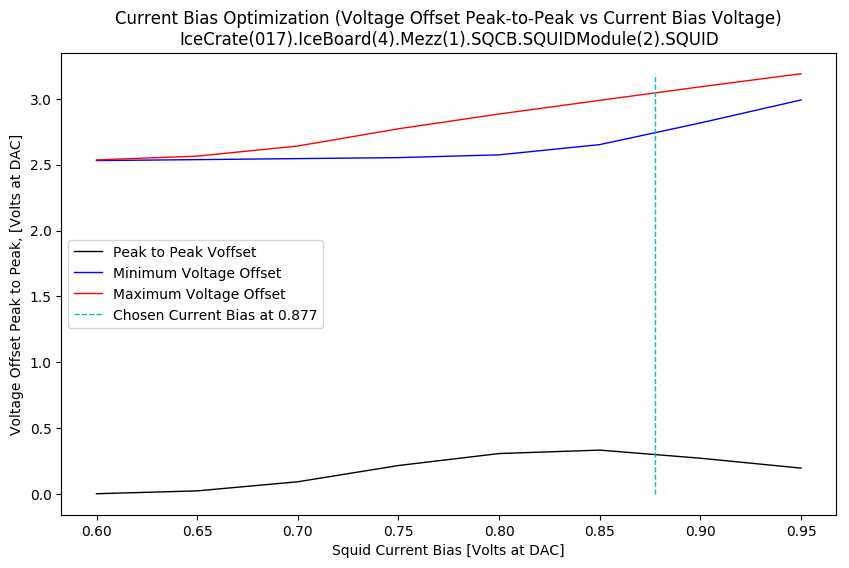 Current Bias Optimization (Voltage Offset Peak-to-Peak vs Current Bias Voltage)
IceCrate(017).IceBoard(4).Mezz(1).SQCB.SQUIDModule(2).SQUID
Voltage Offset Peak to Peak, [Volts at DAC]
3.0
2.5
2.0
1.5
1.0
0.5
0.0
Peak to Peak Voffset
Minimum Voltage Offset
Maximum Voltage Offset
Chosen Current Bias at 0.877
0.60 0.65 0.70 0.75 0.80 0.85 0.90 0.95
Squid Current Bias [Volts at DAC]